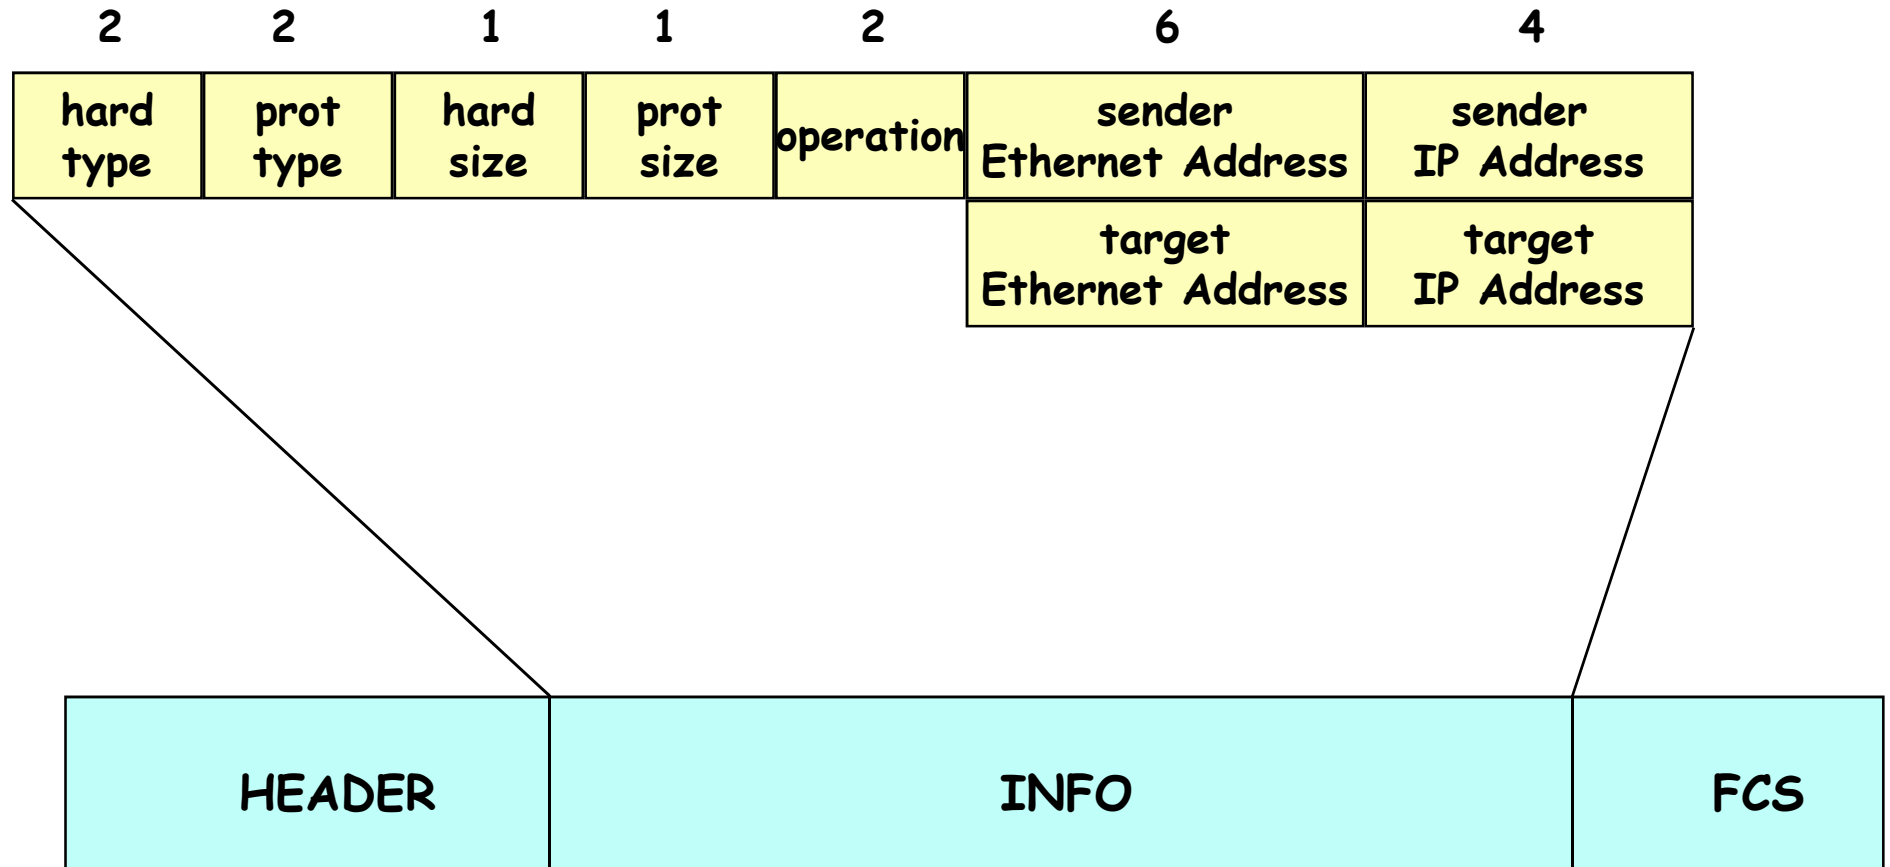 2 2 1 1 2 6 4
hard type
prot type
hard size
prot size
operation
sender Ethernet Address
sender IP Address
target Ethernet Address
target IP Address
HEADER INFO FCS